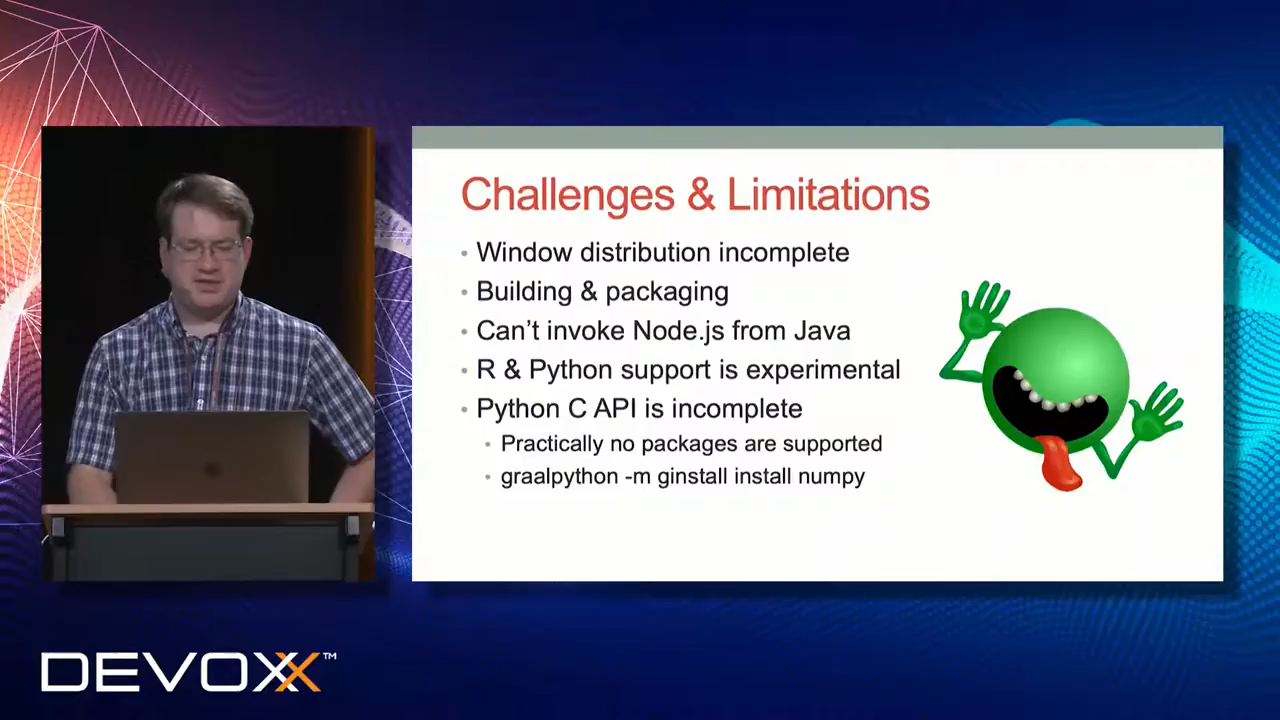 Challenges & Limitations
• Window distribution incomplete
• Building & packaging
• Can't invoke Node.js from Java
• R & Python support is experimental
• Python C API is incomplete
• Practically no packages are supported
• graalpython -m ginstall install numpy
DEVOXX™